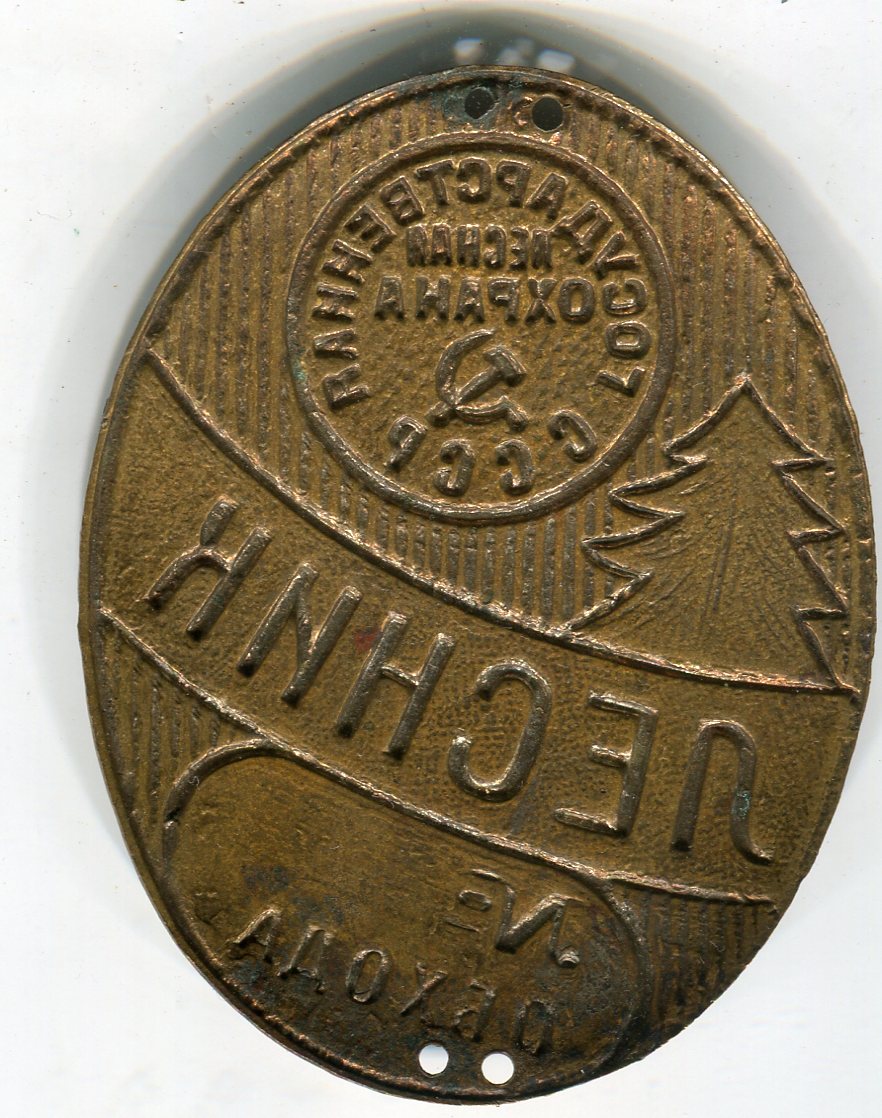 ГОСУДАРСТВЕННАЯ
ЛЕСНАЯ
ОХРАНА
СССР
ЛЕСНИК
№
ОБХОДА